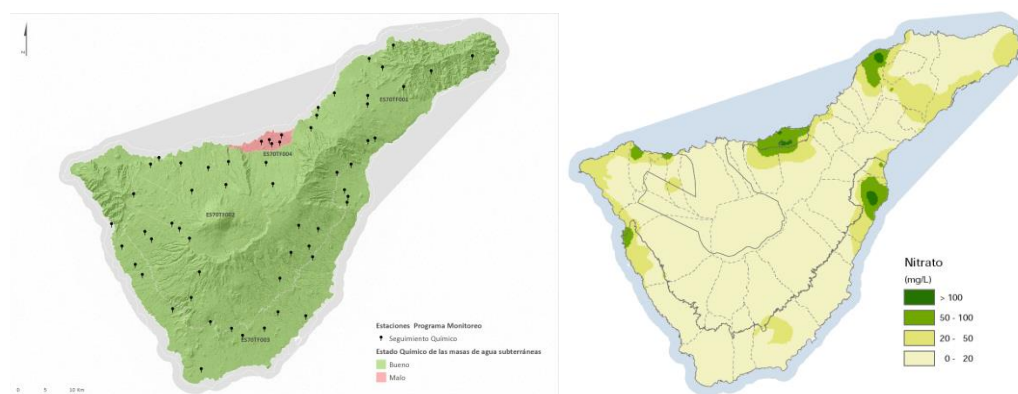 ES70TF001
ES70TF004
ES70TF002
ES70TF003
Estaciones Programa Monitoreo
Seguimiento Químico
Estado Químico de las masas de agua subterráneas
Bueno
Malo
0 5 10 Km
Nitrato
(mg/L)
> 100
50 - 100
20 - 50
0 - 20